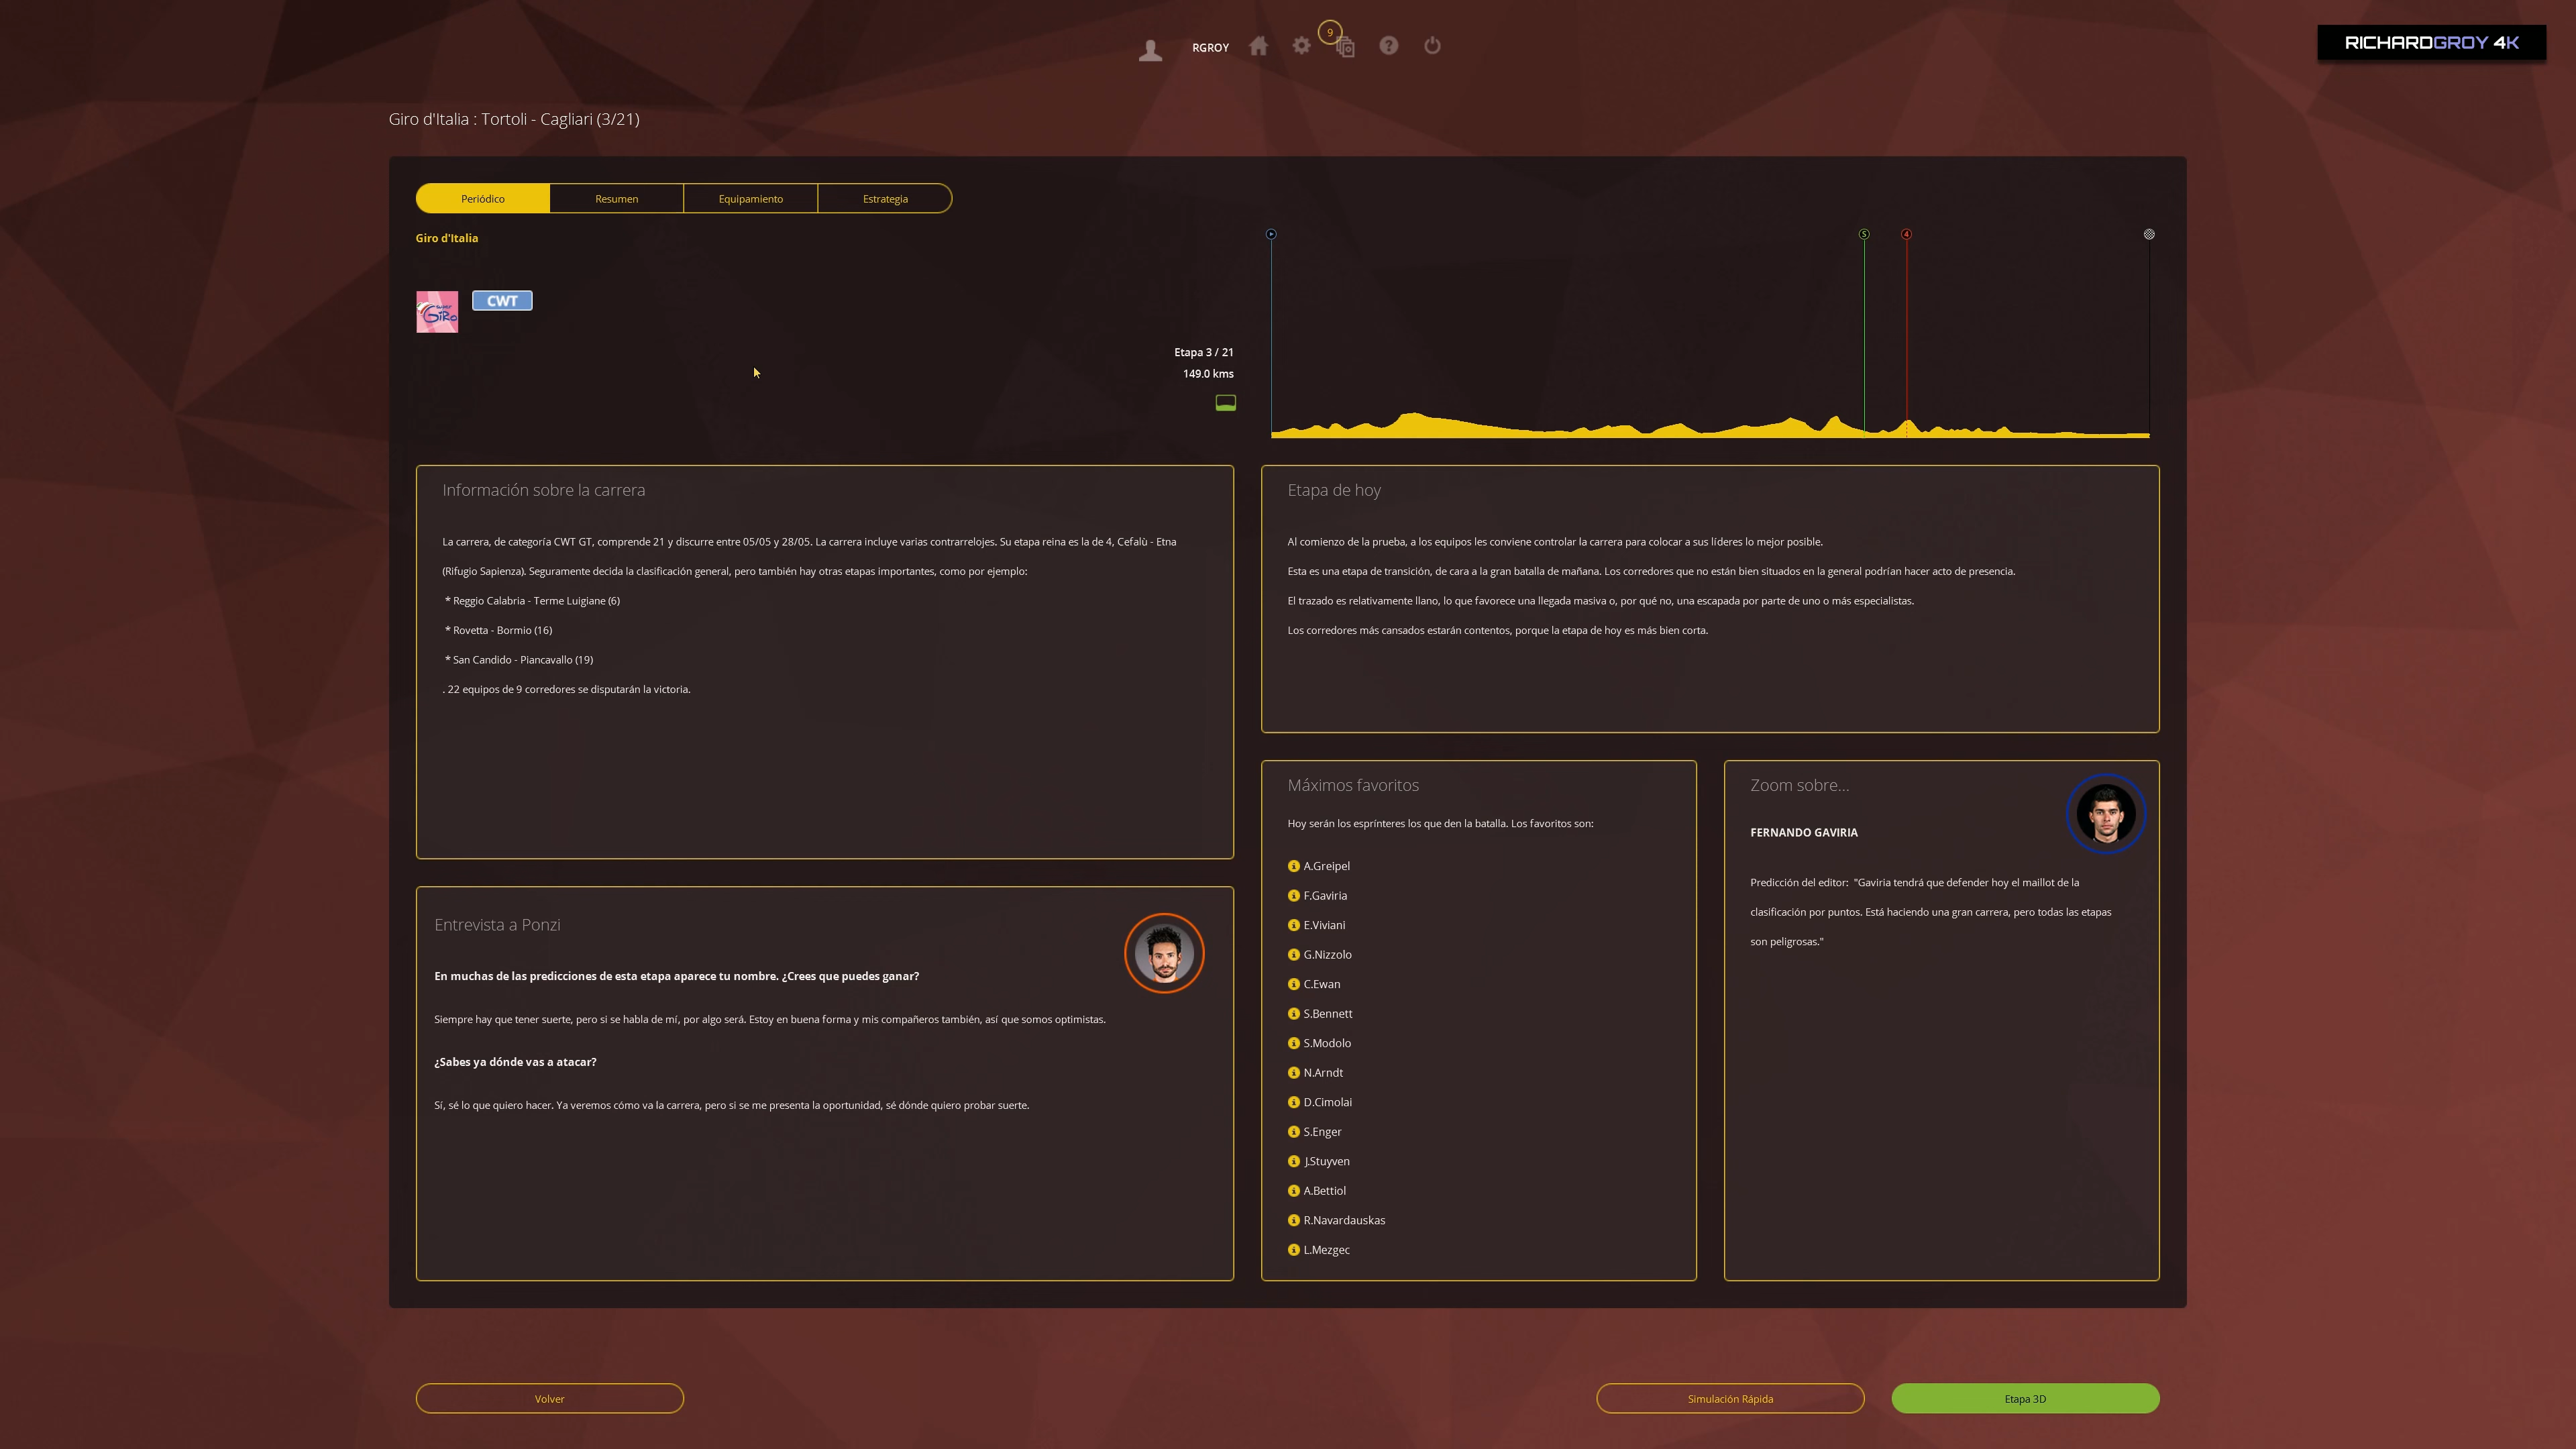 9
RGROY
RICHARDGROY 4K
Giro d'Italia : Tortoli - Cagliari (3/21)
Periódico
Resumen
Equipamiento
Estrategia
Giro d'Italia
Giro
CWT
Etapa 3 / 21
149.0 kms
S
4
Información sobre la carrera
La carrera, de categoría CWT GT, comprende 21 y discurre entre 05/05 y 28/05. La carrera incluye varias contrarrelojes. Su etapa reina es la de 4, Cefalù - Etna
(Rifugio Sapienza). Seguramente decida la clasificación general, pero también hay otras etapas importantes, como por ejemplo:
* Reggio Calabria - Terme Luigiane (6)
* Rovetta - Bormio (16)
* San Candido - Piancavallo (19)
. 22 equipos de 9 corredores se disputarán la victoria.
Etapa de hoy
Al comienzo de la prueba, a los equipos les conviene controlar la carrera para colocar a sus líderes lo mejor posible.
Esta es una etapa de transición, de cara a la gran batalla de mañana. Los corredores que no están bien situados en la general podrían hacer acto de presencia.
El trazado es relativamente llano, lo que favorece una llegada masiva o, por qué no, una escapada por parte de uno o más especialistas.
Los corredores más cansados estarán contentos, porque la etapa de hoy es más bien corta.
Entrevista a Ponzi
En muchas de las predicciones de esta etapa aparece tu nombre. ¿Crees que puedes ganar?
Siempre hay que tener suerte, pero si se habla de mí, por algo será. Estoy en buena forma y mis compañeros también, así que somos optimistas.
¿Sabes ya dónde vas a atacar?
Sí, sé lo que quiero hacer. Ya veremos cómo va la carrera, pero si se me presenta la oportunidad, sé dónde quiero probar suerte.
Máximos favoritos
Hoy serán los esprínteres los que den la batalla. Los favoritos son:
A.Greipel
F.Gaviria
E.Viviani
G.Nizzolo
C.Ewan
S.Bennett
S.Modolo
N.Arndt
D.Cimolai
S.Enger
J.Stuyven
A.Bettiol
R.Navardauskas
L.Mezgec
Zoom sobre...
FERNANDO GAVIRIA
Predicción del editor: "Gaviria tendrá que defender hoy el maillot de la
clasificación por puntos. Está haciendo una gran carrera, pero todas las etapas
son peligrosas."
Volver
Simulación Rápida
Etapa 3D